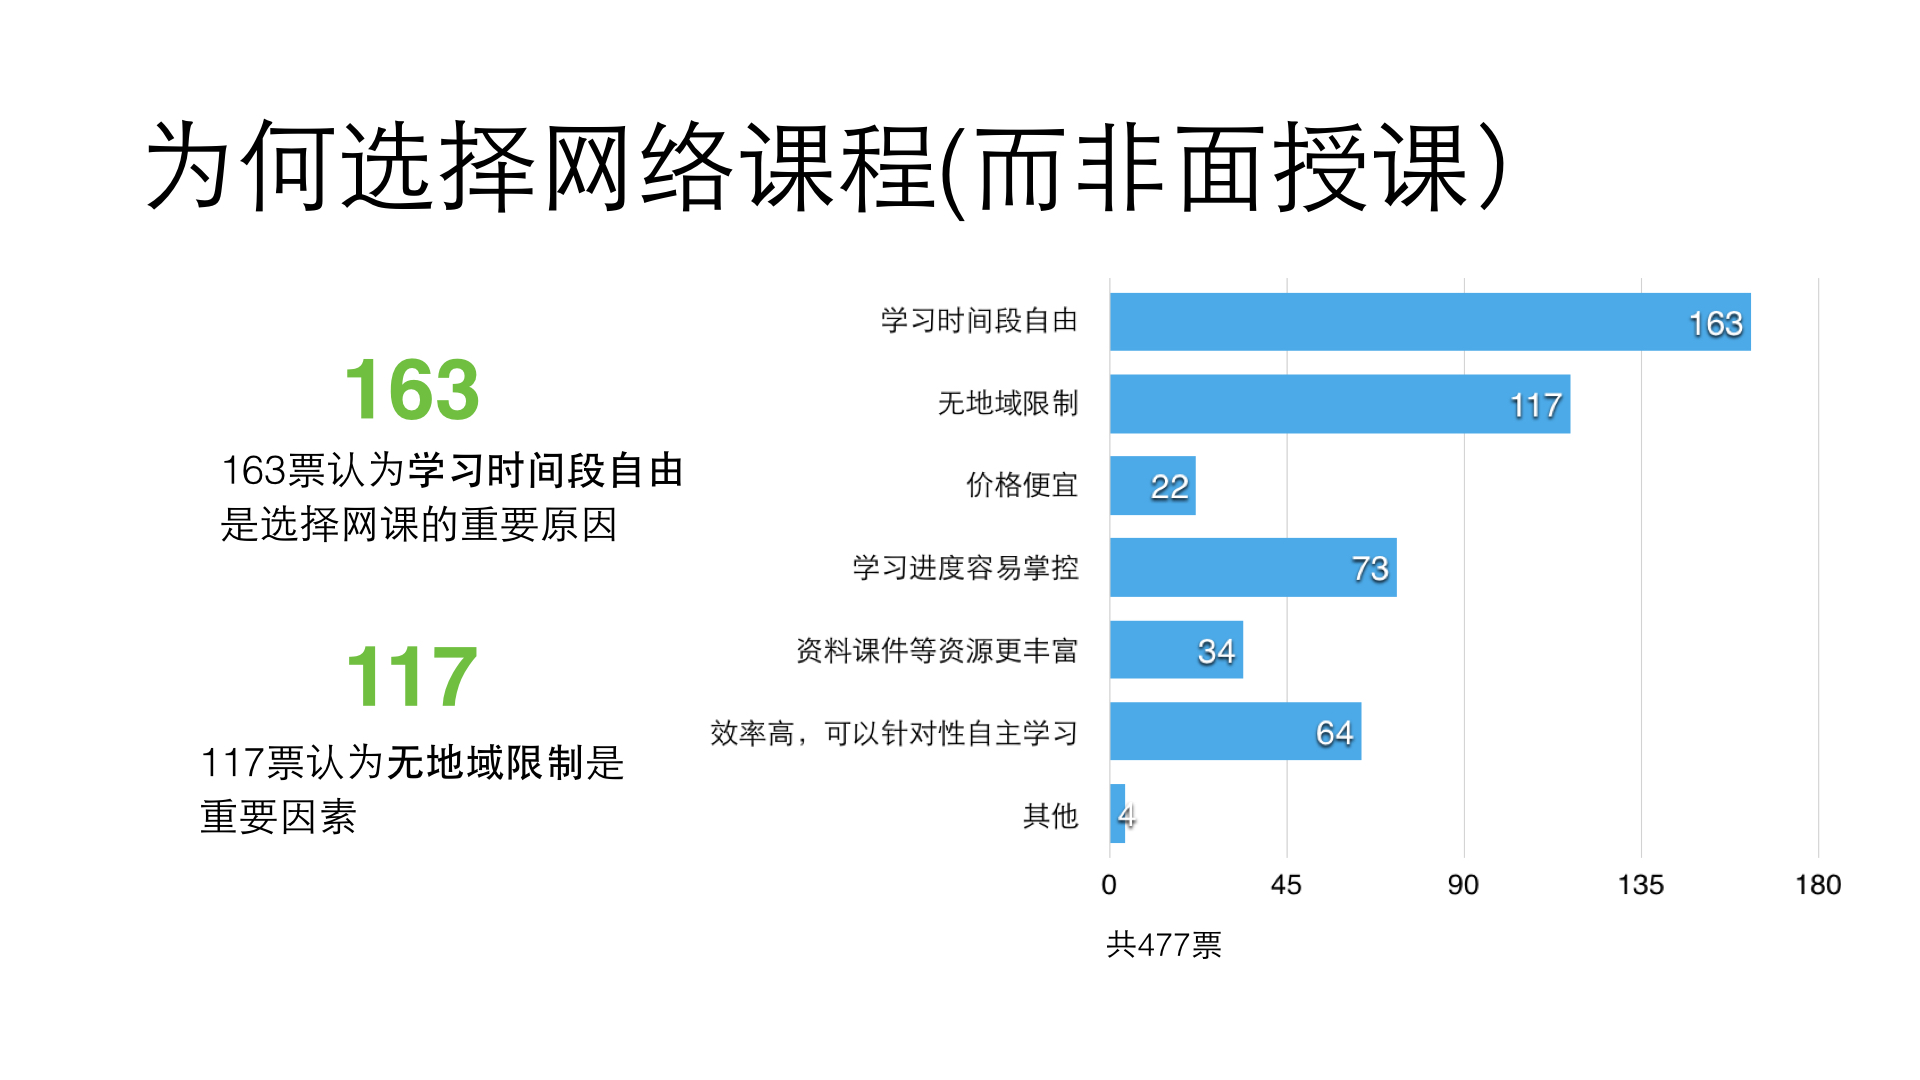 为何选择网络课程(而非面授课）
163
163票认为学习时间段自由
是选择网课的重要原因
117
117票认为无地域限制是
重要因素
学习时间段自由 163
无地域限制 117
价格便宜 22
学习进度容易掌控 73
资料课件等资源更丰富 34
效率高，可以针对性自主学习 64
其他 4
0 45 90 135 180
共477票